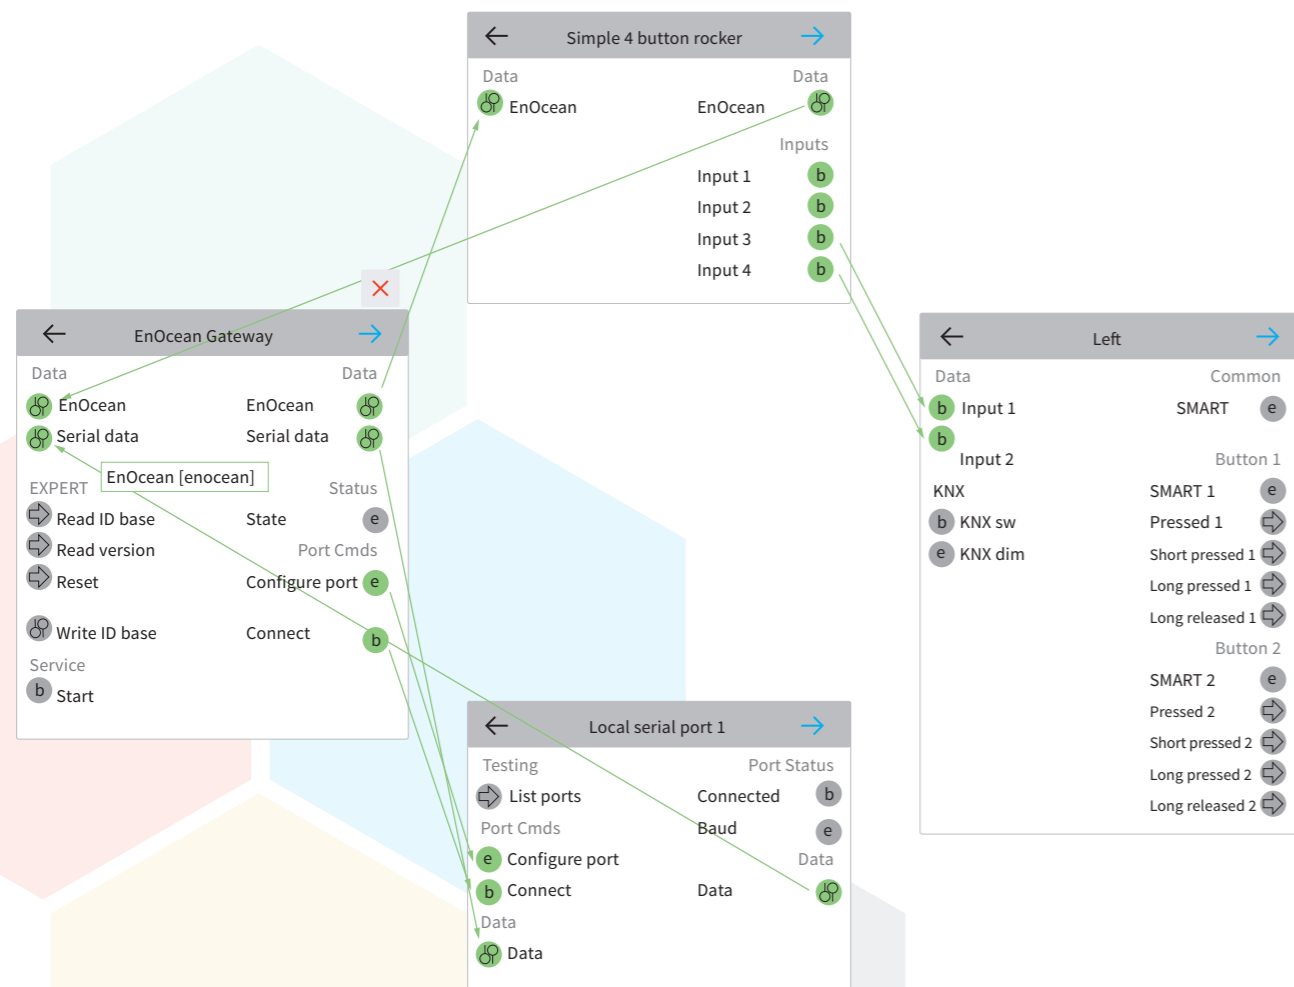 Simple 4 button rocker
Data Data
EnOcean EnOcean
Inputs
Input 1 b
Input 2 b
Input 3 b
Input 4 b
EnOcean Gateway
Data Data
EnOcean EnOcean
Serial data Serial data
EnOcean [enocean]
EXPERT Status
Read ID base State e
Read version Port Cmds
Reset Configure port e
Write ID base Connect b
Service
b Start
Left
Data Common
b Input 1 SMART e
b
Input 2 Button 1
KNX SMART 1 e
b KNX sw Pressed 1
e KNX dim Short pressed 1
Long pressed 1
Long released 1
Button 2
SMART 2 e
Pressed 2
Short pressed 2
Long pressed 2
Long released 2
Local serial port 1
Testing Port Status
List ports Connected b
Port Cmds Baud e
e Configure port Data
b Connect Data
Data
Data